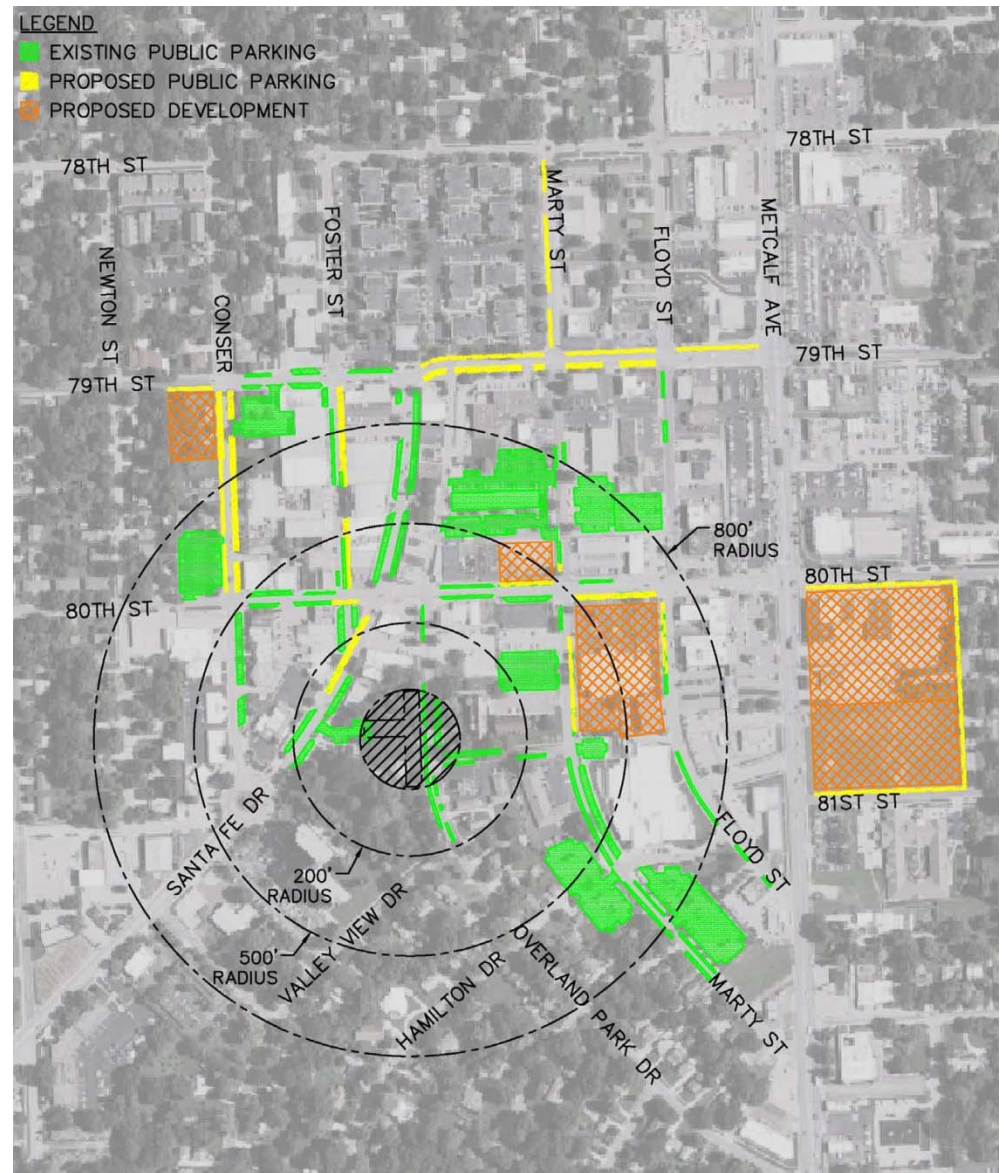 LEGEND
EXISTING PUBLIC PARKING
PROPOSED PUBLIC PARKING
PROPOSED DEVELOPMENT
78TH ST
78TH ST
MARTY ST
FOSTER ST
METCALF AVE
FLOYD ST
NEWTON ST
CONSER
79TH ST
79TH ST
800'
RADIUS
80TH ST
80TH ST
81ST ST
SANTA FE DR
FLOYD ST
200'
RADIUS
VALLEY VIEW DR
500'
RADIUS
HAMILTON DR
OVERLAND PARK DR
MARTY ST